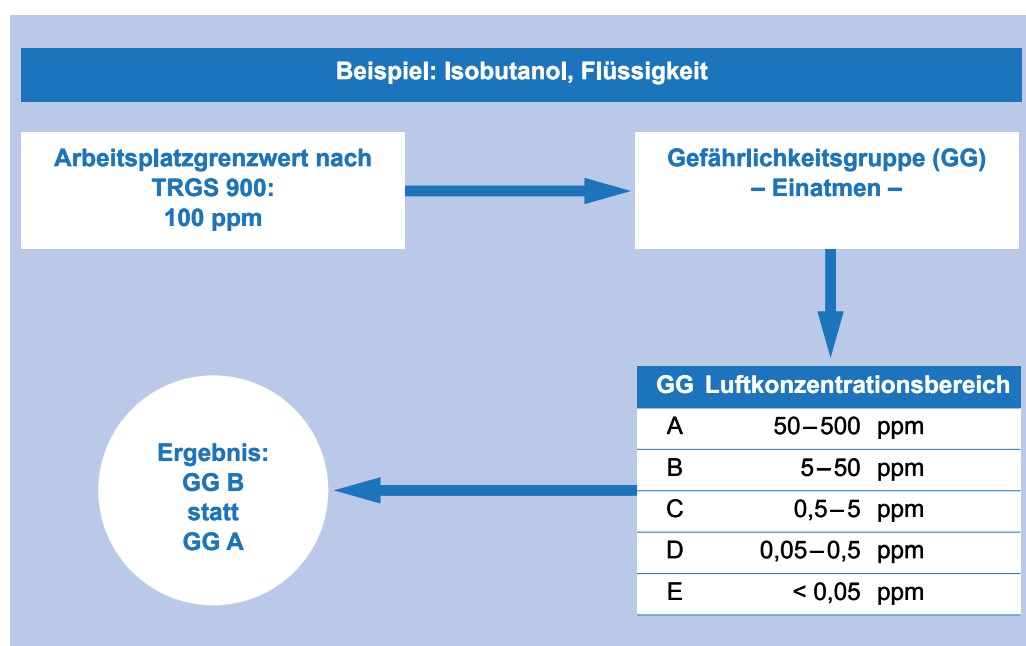 Beispiel: Isobutanol, Flüssigkeit
Arbeitsplatzgrenzwert nach
TRGS 900:
100 ppm
Gefährlichkeitsgruppe (GG)
– Einatmen –
GG Luftkonzentrationsbereich
A 50–500 ppm
B 5–50 ppm
C 0,5–5 ppm
D 0,05–0,5 ppm
E < 0,05 ppm
Ergebnis:
GG B
statt
GG A